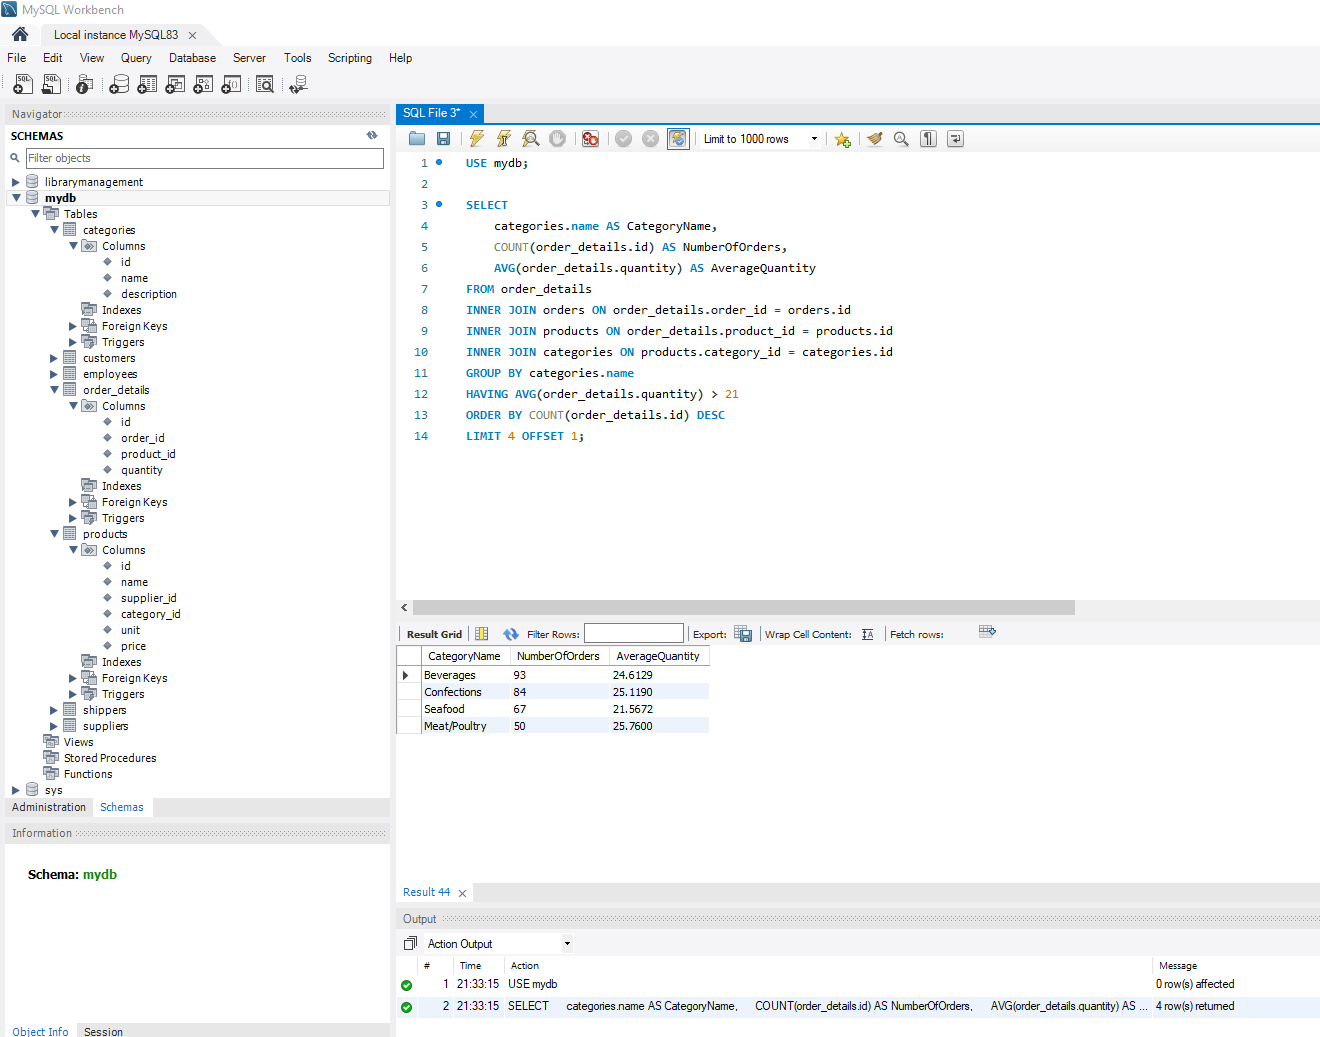 MySQL Workbench
Local instance MySQL83
File Edit View Query Database Server Tools Scripting Help
Navigator
SCHEMAS
Filter objects
librarymanagement
mydb
Tables
categories
Columns
id
name
description
Indexes
Foreign Keys
Triggers
customers
employees
order_details
Columns
id
order_id
product_id
quantity
Indexes
Foreign Keys
Triggers
products
Columns
id
name
supplier_id
category_id
unit
price
Indexes
Foreign Keys
Triggers
shippers
suppliers
Views
Stored Procedures
Functions
sys
Administration Schemas
Information
Schema: mydb
Object Info Session
SQL File 3*
Limit to 1000 rows
1 USE mydb;
2
3 SELECT
4 categories.name AS CategoryName,
5 COUNT(order_details.id) AS NumberOfOrders,
6 AVG(order_details.quantity) AS AverageQuantity
7 FROM order_details
8 INNER JOIN orders ON order_details.order_id = orders.id
9 INNER JOIN products ON order_details.product_id = products.id
10 INNER JOIN categories ON products.category_id = categories.id
11 GROUP BY categories.name
12 HAVING AVG(order_details.quantity) > 21
13 ORDER BY COUNT(order_details.id) DESC
14 LIMIT 4 OFFSET 1;
Result Grid Filter Rows: Export: Wrap Cell Content: Fetch rows:
CategoryName NumberOfOrders AverageQuantity
Beverages 93 24.6129
Confections 84 25.1190
Seafood 67 21.5672
Meat/Poultry 50 25.7600
Result 44
Output
Action Output
# Time Action Message
1 21:33:15 USE mydb 0 row(s) affected
2 21:33:15 SELECT categories.name AS CategoryName, COUNT(order_details.id) AS NumberOfOrders, AVG(order_details.quantity) AS ... 4 row(s) returned